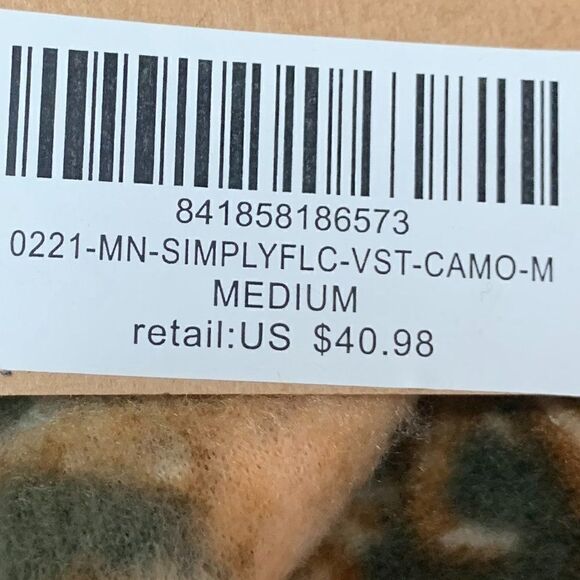 841858186573
0221-MN-SIMPLYFLC-VST-CAMO-M
MEDIUM
retail:US $40.98